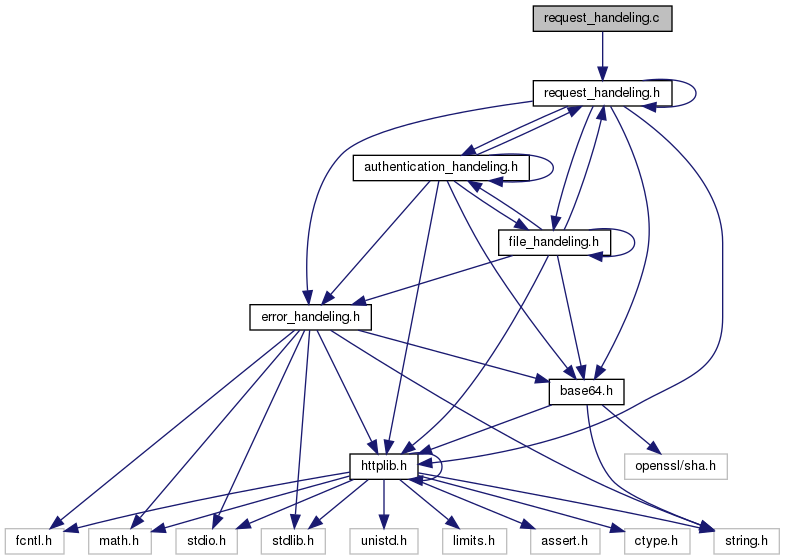 request_handeling.c
request_handeling.h
authentication_handeling.h
file_handeling.h
error_handeling.h
base64.h
httplib.h
openssl/sha.h
fcntl.h
math.h
stdio.h
stdlib.h
unistd.h
limits.h
assert.h
ctype.h
string.h